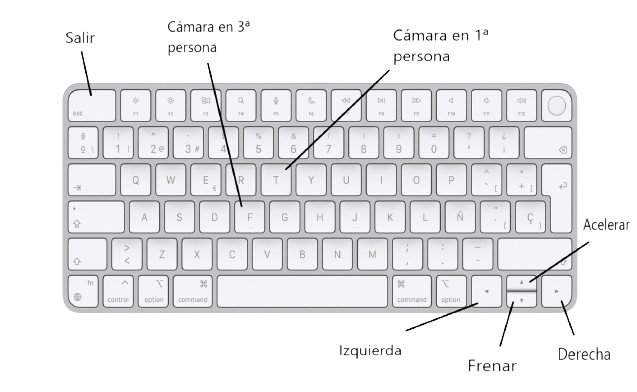 Salir
Cámara en 3ª
persona
Cámara en 1ª
persona
esc F1 F2 F3 F4 F5 F6 F7 F8 F9 F10 F11 F12
º \ ! 1 | " 2 @ · 3 # $ 4 % 5 & 6 / 7 ( 8 ) 9 = 0 ? ' ¿ ¡
Q W E € R T Y U I O P ^ ` [ * + ]
A S D F G H J K L Ñ Ç
> < Z X C V B N M ; , : . _ -
fn control option command command option
Acelerar
Izquierda
Frenar
Derecha